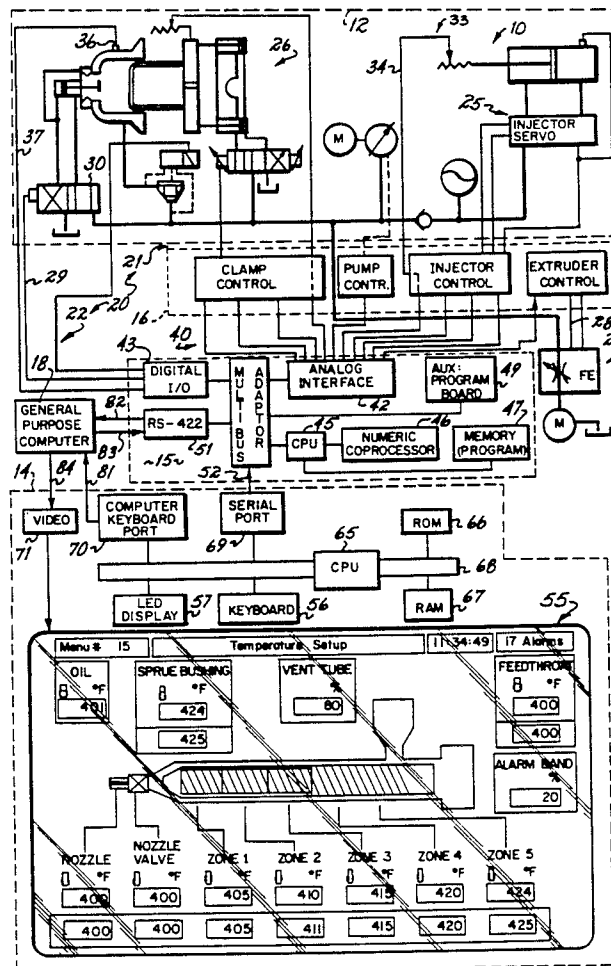 12
36
33
10
34
26
25
INJECTOR SERVO
M
37
30
29
21
20
22
16
CLAMP CONTROL
PUMP CONTR.
INJECTOR CONTROL
EXTRUDER CONTROL
28
40
43
18
DIGITAL I/O
MULTI BUS
ADAPTOR
ANALOG INTERFACE
42
AUX: PROGRAM BOARD
49
FE
M
GENERAL PURPOSE COMPUTER
82
83
RS-422
51
15
45
CPU
46
NUMERIC COPROCESSOR
47
MEMORY (PROGRAM)
84
81
14
52
VIDEO
71
COMPUTER KEYBOARD PORT
70
SERIAL PORT
69
65
CPU
ROM
66
68
LED DISPLAY
57
KEYBOARD
56
RAM
67
55
Menu # 15
Temperature Setup
11:34:49
17 Alarms
OIL
°F
401
SPRUE BUSHING
°F
424
425
VENT TUBE
%
80
FEEDTHROAT
°F
400
400
ALARM BAND
%
20
NOZZLE
NOZZLE VALVE
ZONE 1
ZONE 2
ZONE 3
ZONE 4
ZONE 5
°F °F °F °F °F °F °F
400 400 405 410 415 420 424
400 400 405 411 415 420 425